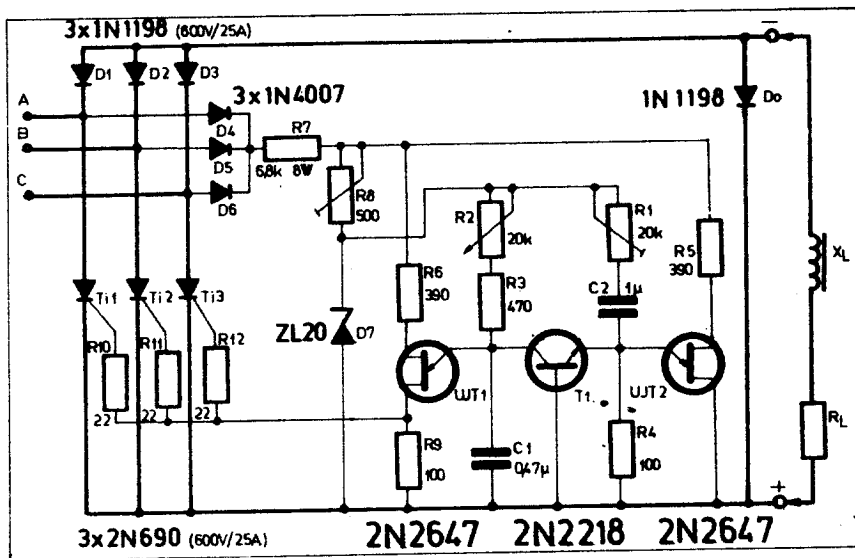 3x1N1198 (600V/25A)
D1 D2 D3
A
B
C
3x1N4007
D4
D5
D6
R7
6,8k 8W
R8
500
1N1198 Do
R2
20k
R1
20k
R5
390
R6
390
R3
470
C2 1µ
XL
Ti1 Ti2 Ti3
ZL20 D7
R10 R11 R12
22 22 22
UJT1
T1
UJT2
R9
100
C1
0,47µ
R4
100
RL
−
+
3x2N690 (600V/25A)
2N2647 2N2218 2N2647